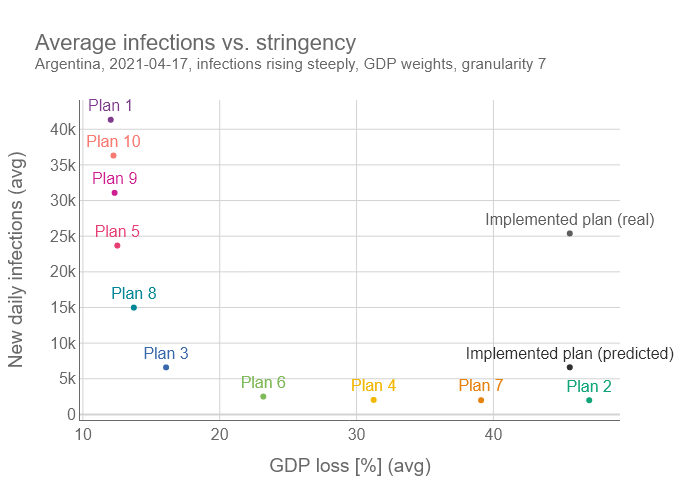 Average infections vs. stringency
Argentina, 2021-04-17, infections rising steeply, GDP weights, granularity 7
New daily infections (avg)
40k
35k
30k
25k
20k
15k
10k
5k
0
Plan 1
Plan 10
Plan 9
Plan 5
Implemented plan (real)
Plan 8
Plan 3
Implemented plan (predicted)
Plan 6
Plan 4
Plan 7
Plan 2
10
20
30
40
GDP loss [%] (avg)